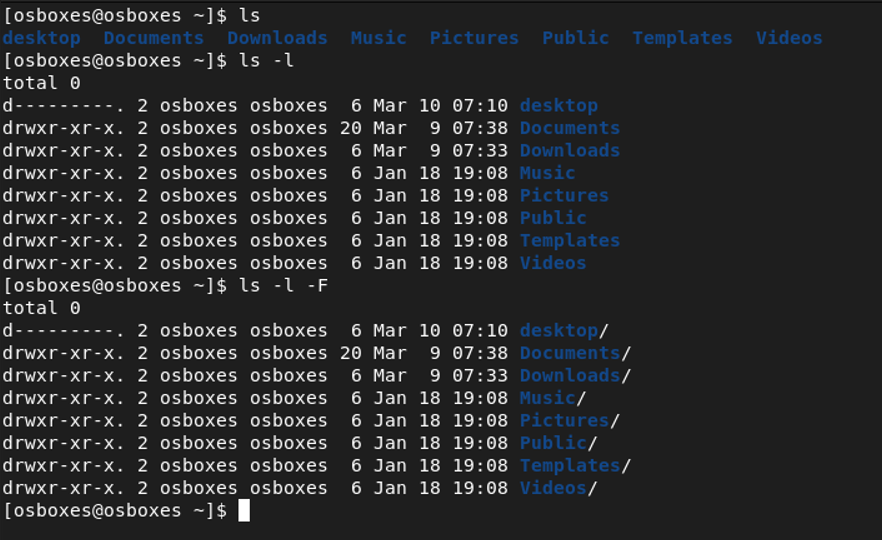 [osboxes@osboxes ~]$ ls
desktop  Documents  Downloads  Music  Pictures  Public  Templates  Videos
[osboxes@osboxes ~]$ ls -l
total 0
d---------. 2 osboxes osboxes  6 Mar 10 07:10 desktop
drwxr-xr-x. 2 osboxes osboxes 20 Mar  9 07:38 Documents
drwxr-xr-x. 2 osboxes osboxes  6 Mar  9 07:33 Downloads
drwxr-xr-x. 2 osboxes osboxes  6 Jan 18 19:08 Music
drwxr-xr-x. 2 osboxes osboxes  6 Jan 18 19:08 Pictures
drwxr-xr-x. 2 osboxes osboxes  6 Jan 18 19:08 Public
drwxr-xr-x. 2 osboxes osboxes  6 Jan 18 19:08 Templates
drwxr-xr-x. 2 osboxes osboxes  6 Jan 18 19:08 Videos
[osboxes@osboxes ~]$ ls -l -F
total 0
d---------. 2 osboxes osboxes  6 Mar 10 07:10 desktop/
drwxr-xr-x. 2 osboxes osboxes 20 Mar  9 07:38 Documents/
drwxr-xr-x. 2 osboxes osboxes  6 Mar  9 07:33 Downloads/
drwxr-xr-x. 2 osboxes osboxes  6 Jan 18 19:08 Music/
drwxr-xr-x. 2 osboxes osboxes  6 Jan 18 19:08 Pictures/
drwxr-xr-x. 2 osboxes osboxes  6 Jan 18 19:08 Public/
drwxr-xr-x. 2 osboxes osboxes  6 Jan 18 19:08 Templates/
drwxr-xr-x. 2 osboxes osboxes  6 Jan 18 19:08 Videos/
[osboxes@osboxes ~]$